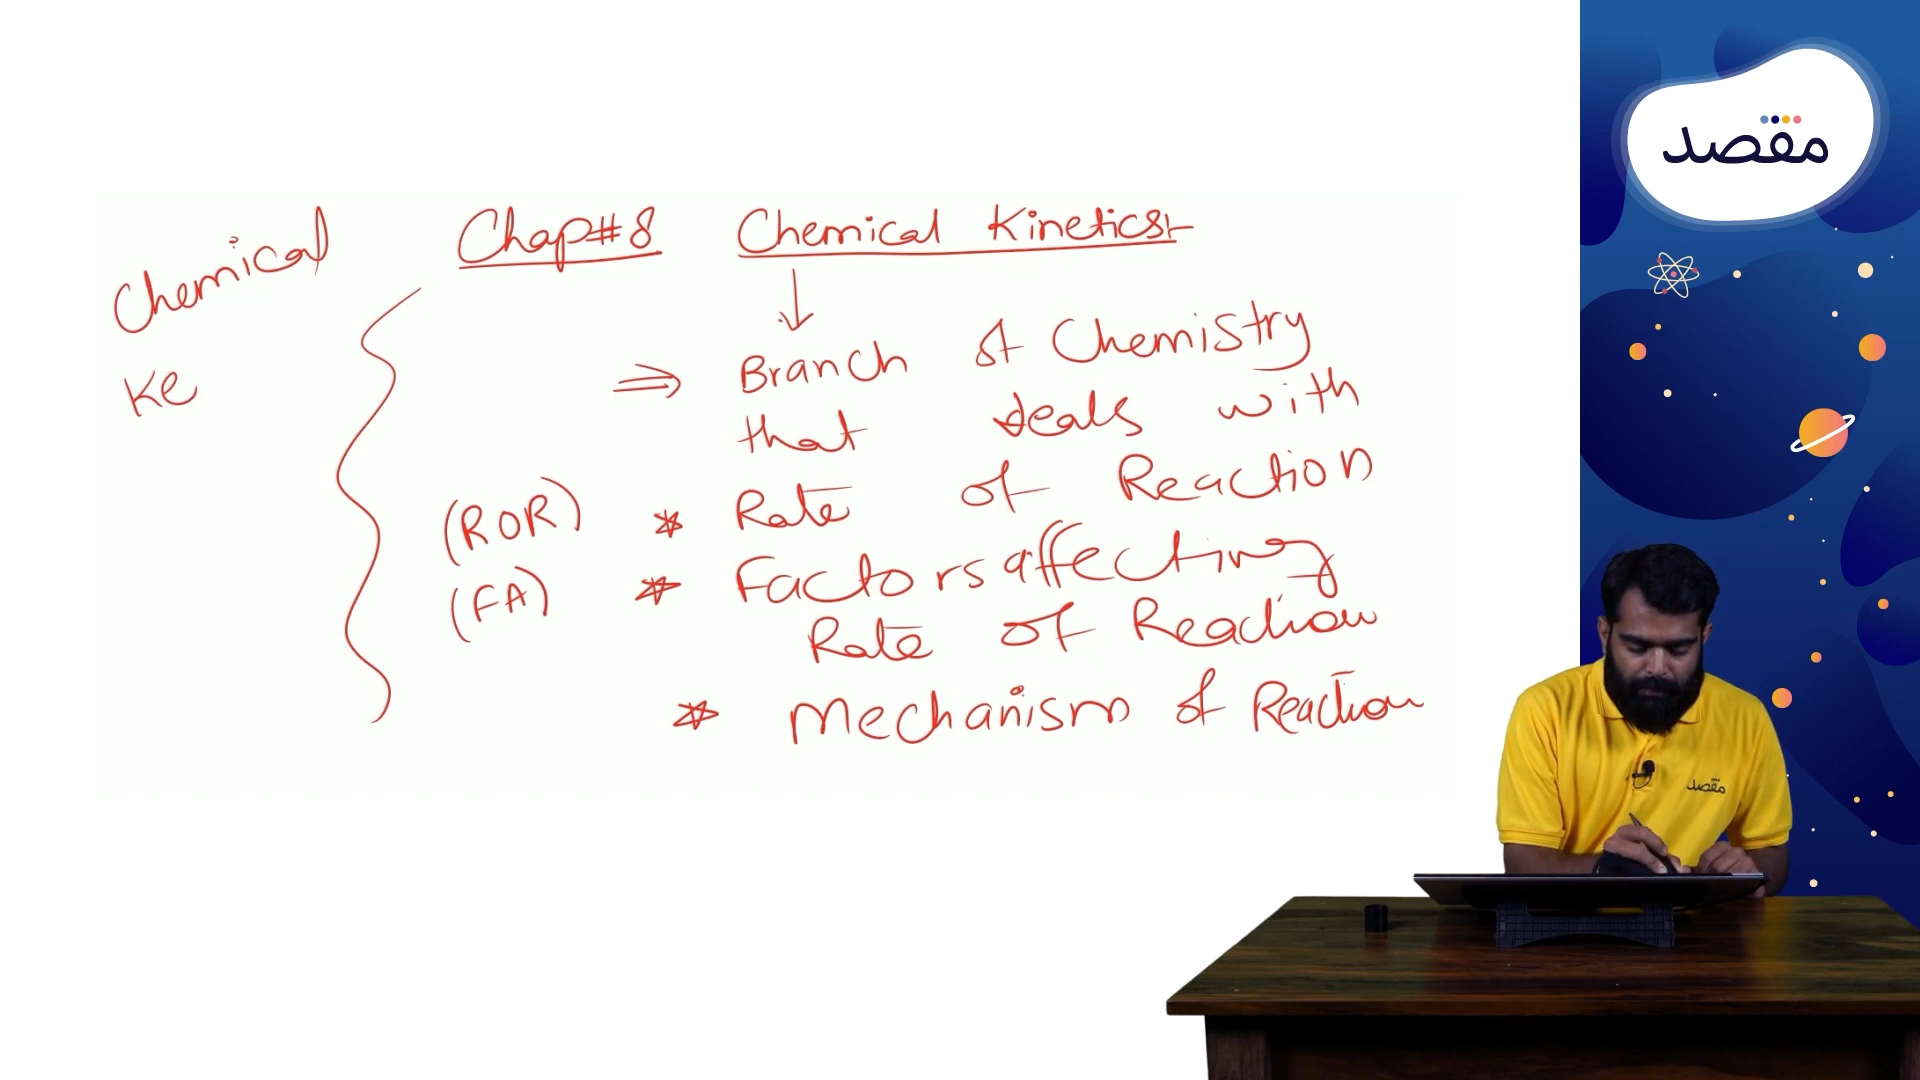 مقصد
Chap#8 Chemical Kinetics:-
Chemical
Ke
⇒ Branch of Chemistry
that deals with
(ROR) * Rate of Reaction
(FA) * Factors affecting
Rate of Reaction
* Mechanism of Reaction
مقصد